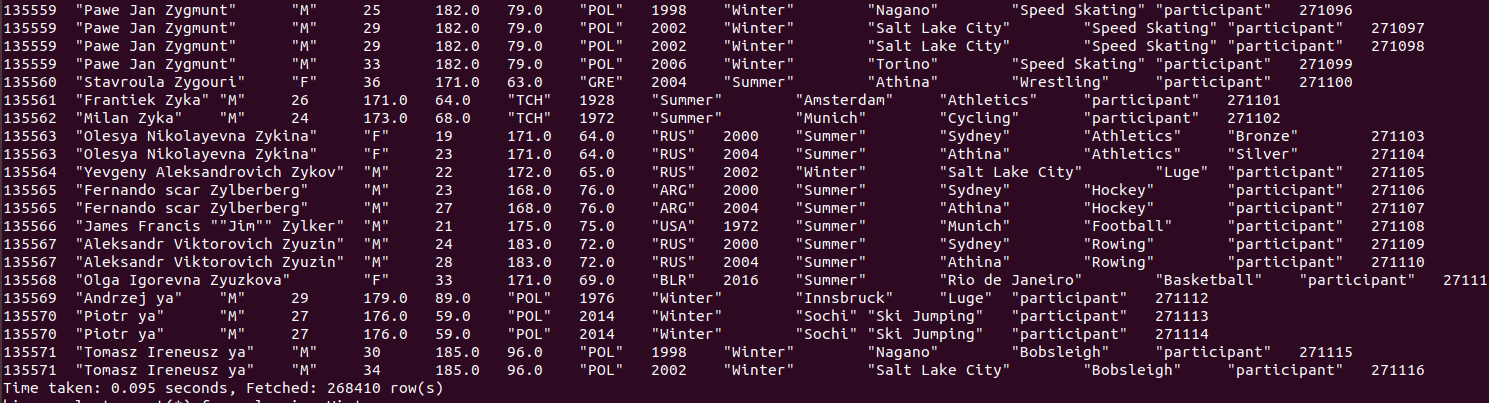 135559 "Pawe Jan Zygmunt" "M" 25 182.0 79.0 "POL" 1998 "Winter" "Nagano" "Speed Skating" "participant" 271096
135559 "Pawe Jan Zygmunt" "M" 29 182.0 79.0 "POL" 2002 "Winter" "Salt Lake City" "Speed Skating" "participant" 271097
135559 "Pawe Jan Zygmunt" "M" 29 182.0 79.0 "POL" 2002 "Winter" "Salt Lake City" "Speed Skating" "participant" 271098
135559 "Pawe Jan Zygmunt" "M" 33 182.0 79.0 "POL" 2006 "Winter" "Torino" "Speed Skating" "participant" 271099
135560 "Stavroula Zygouri" "F" 36 171.0 63.0 "GRE" 2004 "Summer" "Athina" "Wrestling" "participant" 271100
135561 "Frantiek Zyka" "M" 26 171.0 64.0 "TCH" 1928 "Summer" "Amsterdam" "Athletics" "participant" 271101
135562 "Milan Zyka" "M" 24 173.0 68.0 "TCH" 1972 "Summer" "Munich" "Cycling" "participant" 271102
135563 "Olesya Nikolayevna Zykina" "F" 19 171.0 64.0 "RUS" 2000 "Summer" "Sydney" "Athletics" "Bronze" 271103
135563 "Olesya Nikolayevna Zykina" "F" 23 171.0 64.0 "RUS" 2004 "Summer" "Athina" "Athletics" "Silver" 271104
135564 "Yevgeny Aleksandrovich Zykov" "M" 22 172.0 65.0 "RUS" 2002 "Winter" "Salt Lake City" "Luge" "participant" 271105
135565 "Fernando scar Zylberberg" "M" 23 168.0 76.0 "ARG" 2000 "Summer" "Sydney" "Hockey" "participant" 271106
135565 "Fernando scar Zylberberg" "M" 27 168.0 76.0 "ARG" 2004 "Summer" "Athina" "Hockey" "participant" 271107
135566 "James Francis ""Jim"" Zylker" "M" 21 175.0 75.0 "USA" 1972 "Summer" "Munich" "Football" "participant" 271108
135567 "Aleksandr Viktorovich Zyuzin" "M" 24 183.0 72.0 "RUS" 2000 "Summer" "Sydney" "Rowing" "participant" 271109
135567 "Aleksandr Viktorovich Zyuzin" "M" 28 183.0 72.0 "RUS" 2004 "Summer" "Athina" "Rowing" "participant" 271110
135568 "Olga Igorevna Zyuzkova" "F" 33 171.0 69.0 "BLR" 2016 "Summer" "Rio de Janeiro" "Basketball" "participant" 27111
135569 "Andrzej ya" "M" 29 179.0 89.0 "POL" 1976 "Winter" "Innsbruck" "Luge" "participant" 271112
135570 "Piotr ya" "M" 27 176.0 59.0 "POL" 2014 "Winter" "Sochi" "Ski Jumping" "participant" 271113
135570 "Piotr ya" "M" 27 176.0 59.0 "POL" 2014 "Winter" "Sochi" "Ski Jumping" "participant" 271114
135571 "Tomasz Ireneusz ya" "M" 30 185.0 96.0 "POL" 1998 "Winter" "Nagano" "Bobsleigh" "participant" 271115
135571 "Tomasz Ireneusz ya" "M" 34 185.0 96.0 "POL" 2002 "Winter" "Salt Lake City" "Bobsleigh" "participant" 271116
Time taken: 0.095 seconds, Fetched: 268410 row(s)